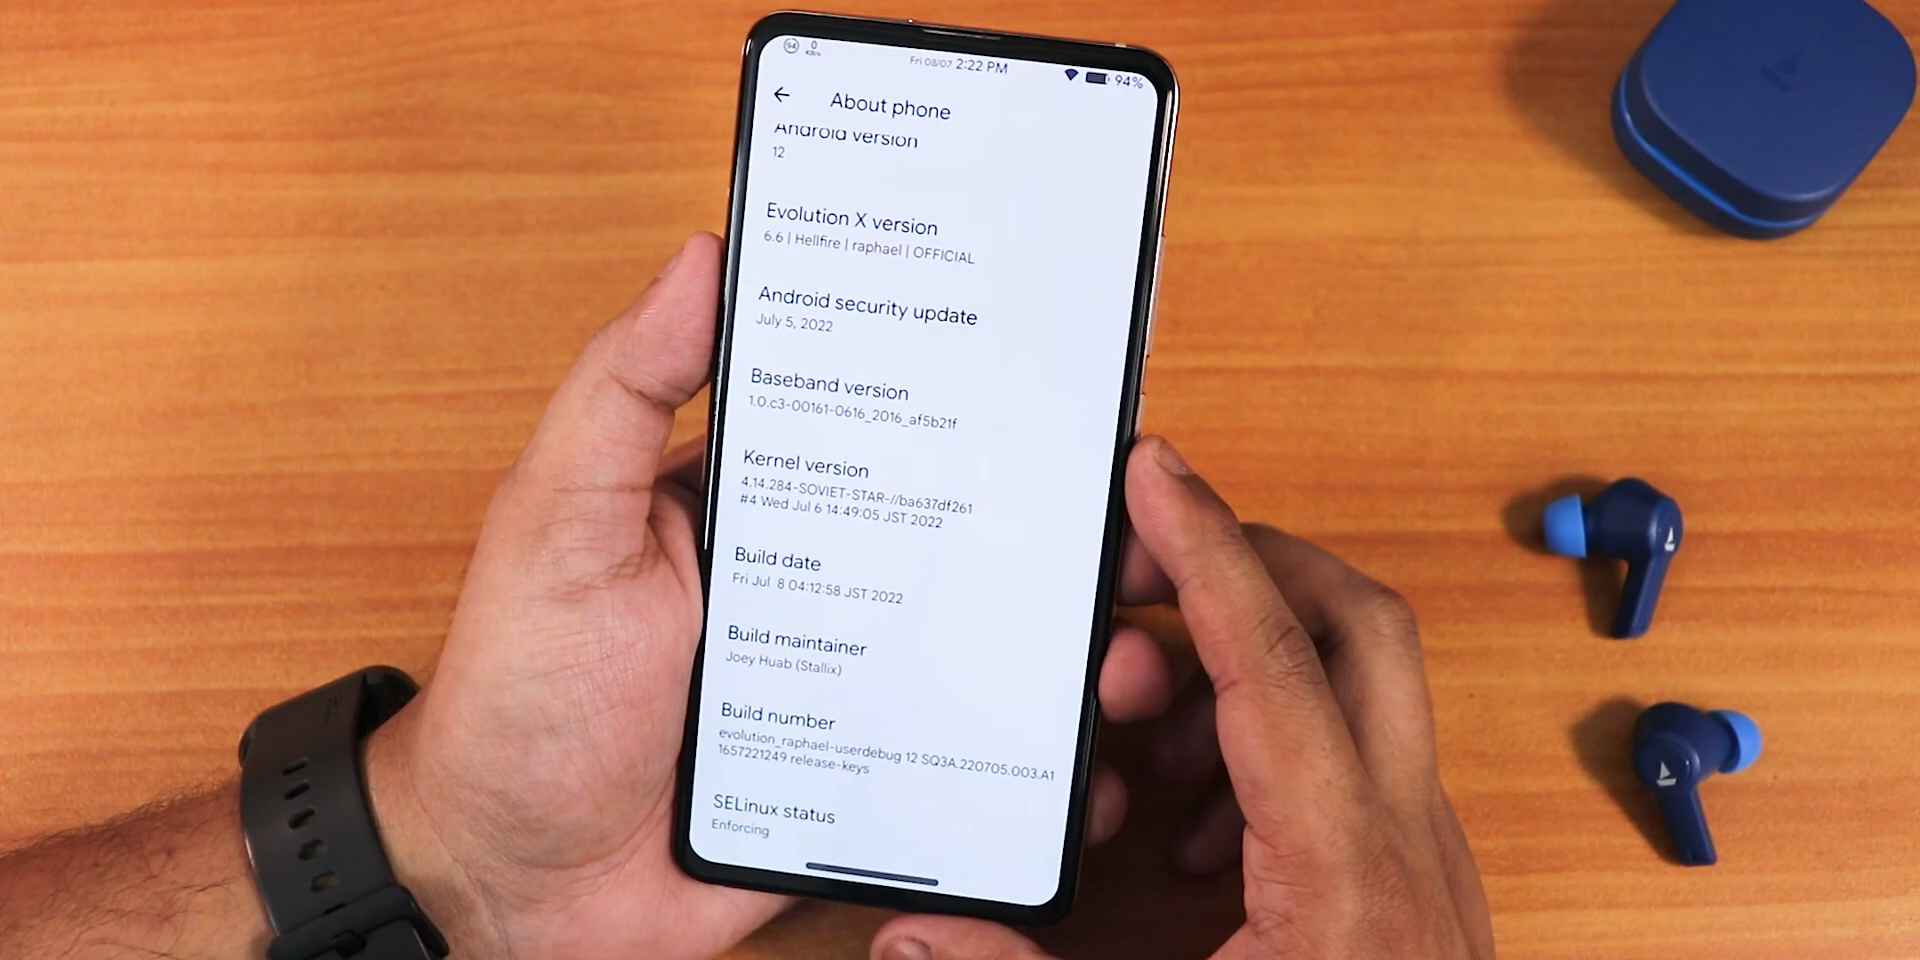 94
0
KB/s
Fri 08/07 2:22 PM
94%
About phone
Android version
12
Evolution X version
6.6 | Hellfire | raphael | OFFICIAL
Android security update
July 5, 2022
Baseband version
1.0.c3-00161-0616_2016_af5b21f
Kernel version
4.14.284-SOVIET-STAR-//ba637df261
#4 Wed Jul 6 14:49:05 JST 2022
Build date
Fri Jul  8 04:12:58 JST 2022
Build maintainer
Joey Huab (Stallix)
Build number
evolution_raphael-userdebug 12 SQ3A.220705.003.A1
1657221249 release-keys
SELinux status
Enforcing